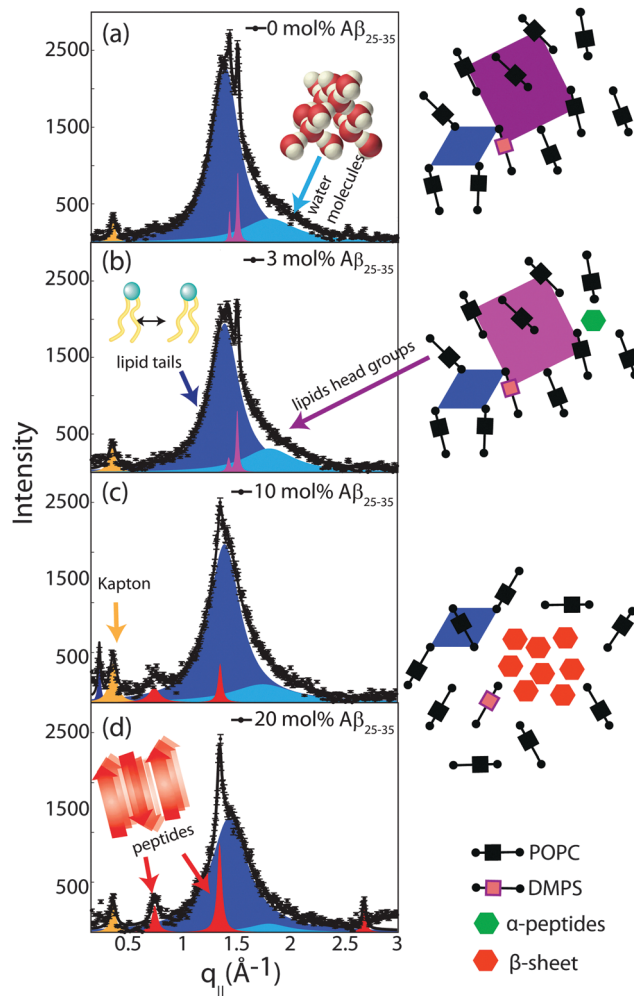 (a)
0 mol% Aβ25-35
2500
1500
500
water
molecules
(b)
3 mol% Aβ25-35
2500
1500
500
lipid tails
lipids head groups
(c)
10 mol% Aβ25-35
2500
1500
500
Kapton
(d)
20 mol% Aβ25-35
2500
1500
500
peptides
Intensity
0.5 1 1.5 2 2.5 3
q||(Å-1)
POPC
DMPS
α-peptides
β-sheet